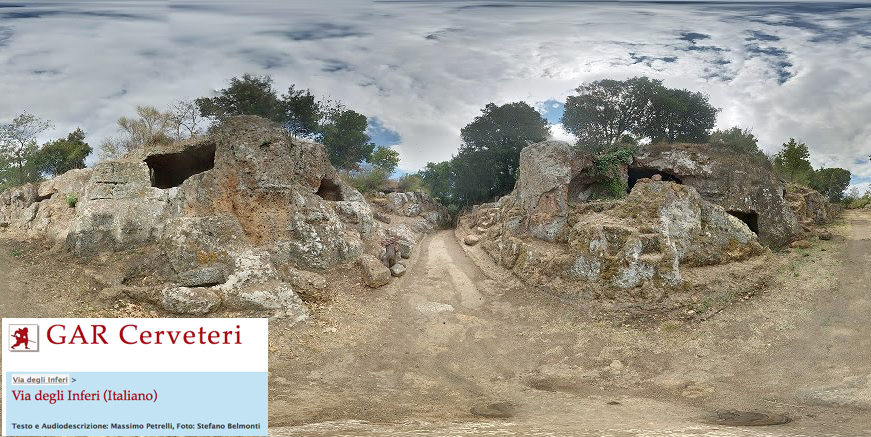 GAR Cerveteri
Via degli Inferi >
Via degli Inferi (Italiano)
Testo e Audiodescrizione: Massimo Petrelli, Foto: Stefano Belmonti